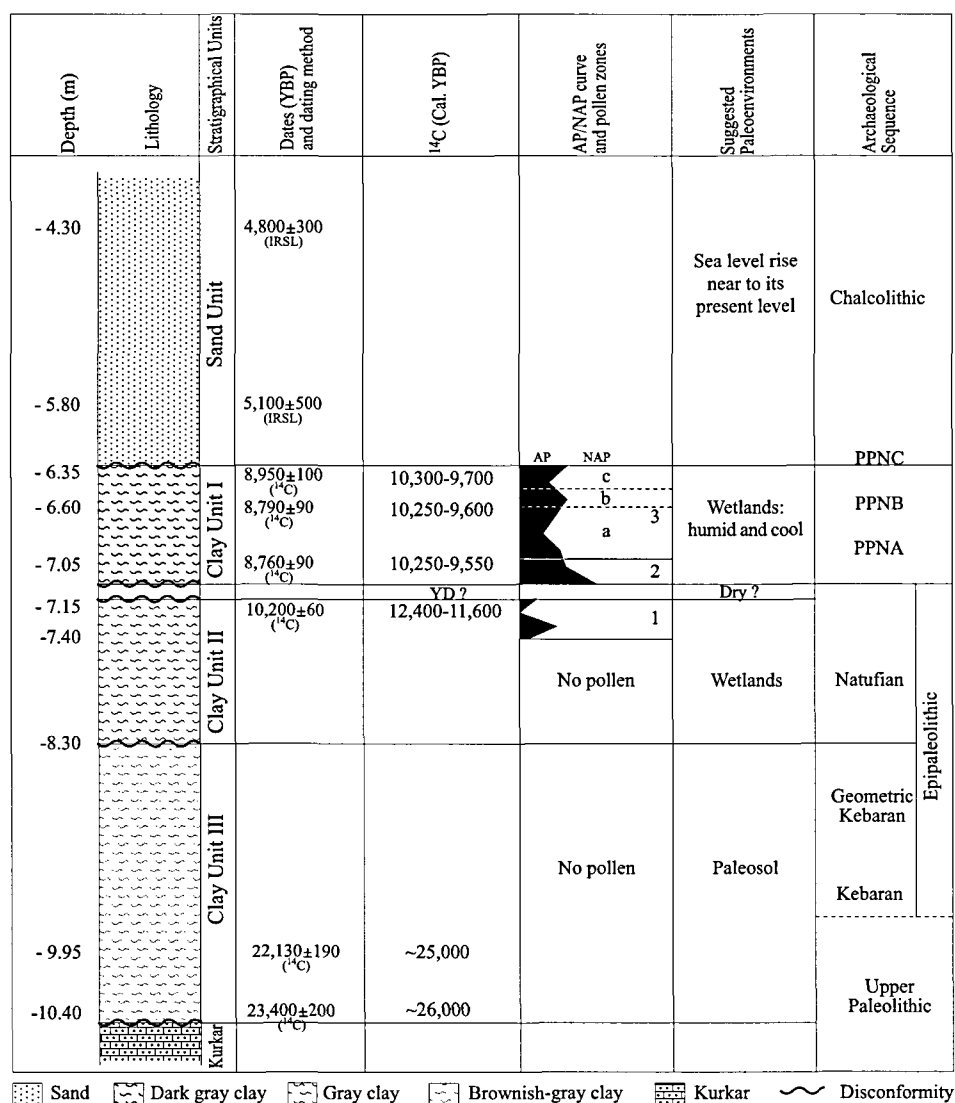 Depth (m)
Lithology
Stratigraphical Units
Dates (YBP)
and dating method
¹⁴C (Cal. YBP)
AP/NAP curve
and pollen zones
Suggested
Paleoenvironments
Archaeological
Sequence
- 4.30
4,800±300
(IRSL)
Sand Unit
Sea level rise
near to its
present level
Chalcolithic
- 5.80
5,100±500
(IRSL)
AP NAP
PPNC
- 6.35
8,950±100
(¹⁴C)
10,300-9,700
c
- 6.60
8,790±90
(¹⁴C)
10,250-9,600
b
3
a
Clay Unit I
Wetlands:
humid and cool
PPNB
PPNA
- 7.05
8,760±90
(¹⁴C)
10,250-9,550
2
YD ?
Dry ?
-7.15
10,200±60
(¹⁴C)
12,400-11,600
1
-7.40
Clay Unit II
No pollen
Wetlands
Natufian
Epipaleolithic
-8.30
Clay Unit III
Geometric
Kebaran
No pollen
Paleosol
Kebaran
- 9.95
22,130±190
(¹⁴C)
~25,000
Upper
Paleolithic
-10.40
23,400±200
(¹⁴C)
~26,000
Kurkar
Sand Dark gray clay Gray clay Brownish-gray clay Kurkar Disconformity